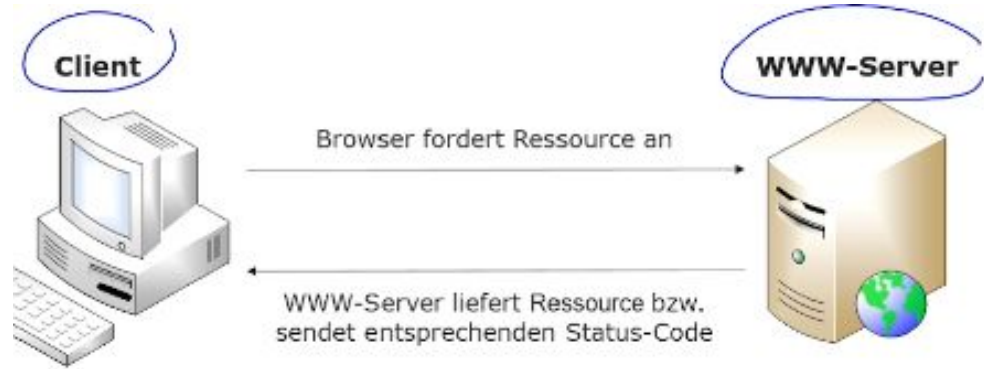 Client
WWW-Server
Browser fordert Ressource an
WWW-Server liefert Ressource bzw.
sendet entsprechenden Status-Code